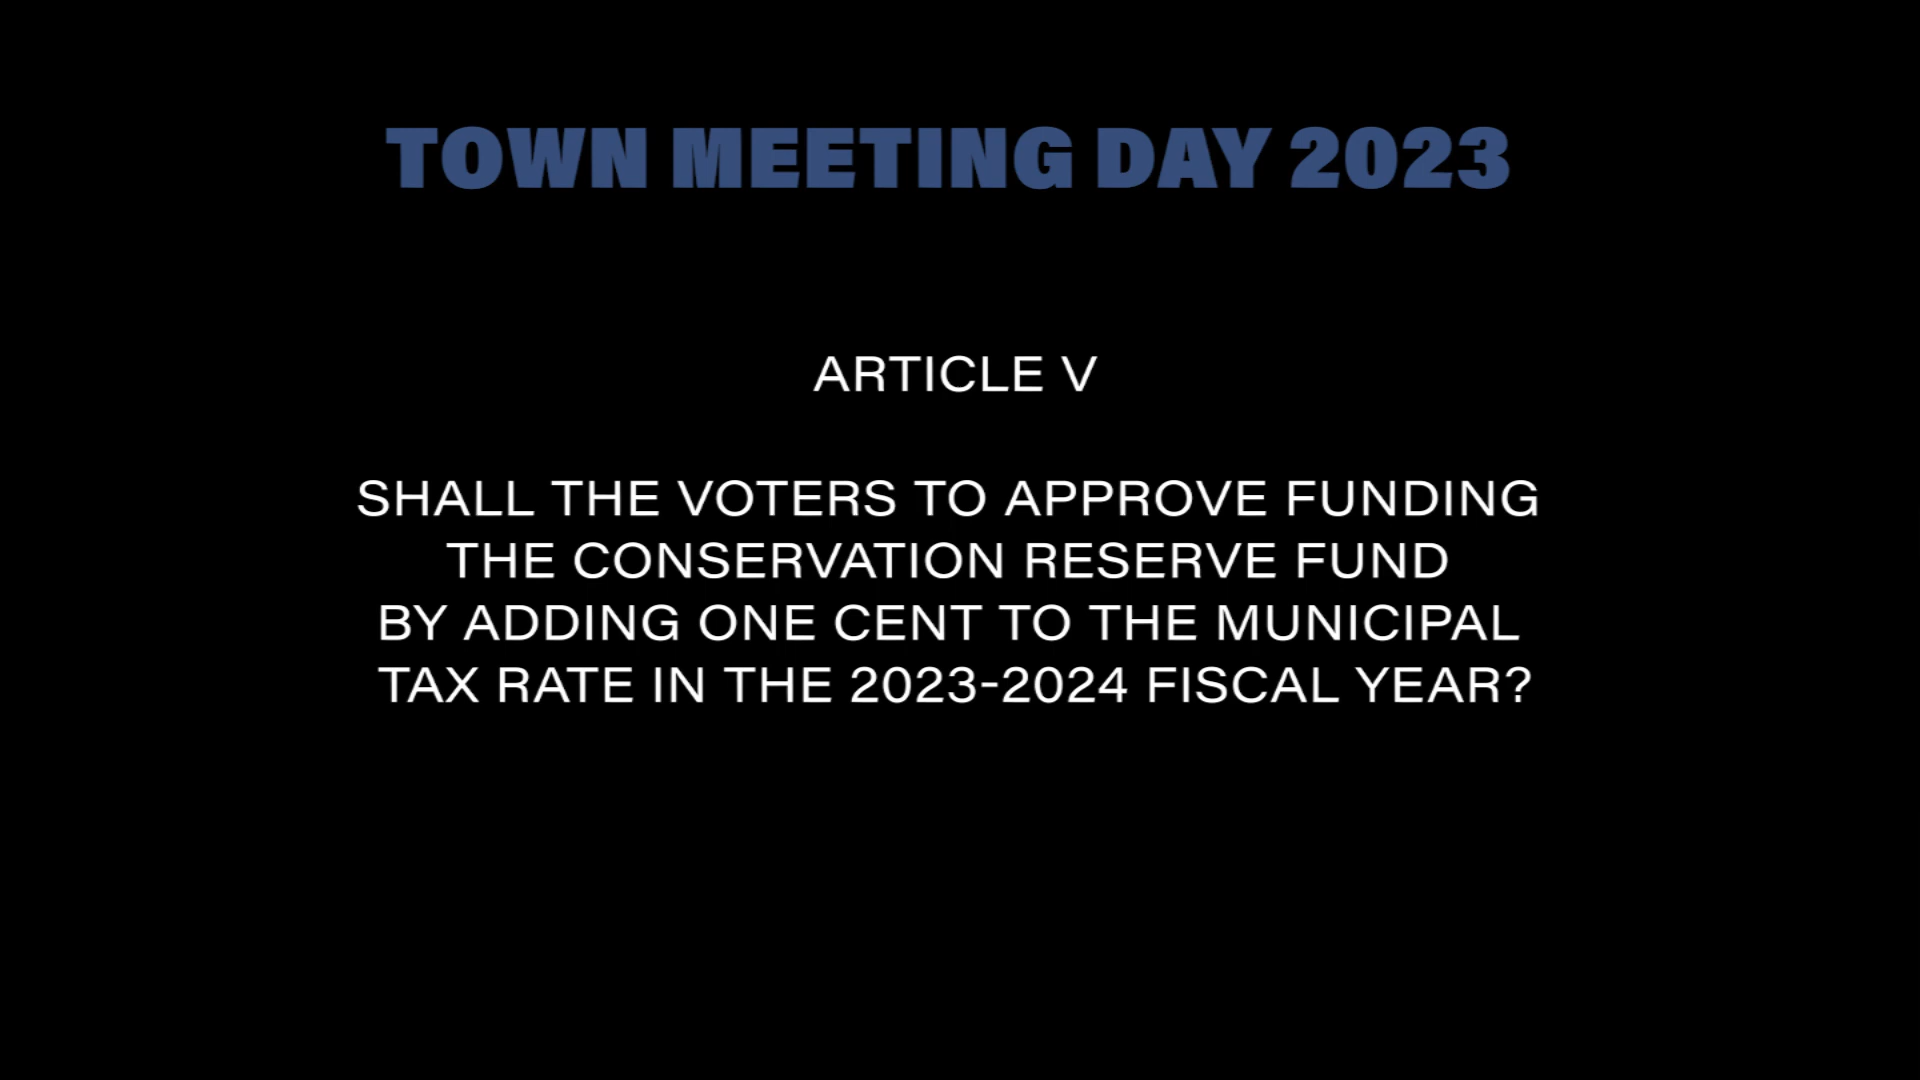 TOWN MEETING DAY 2023
ARTICLE V
SHALL THE VOTERS TO APPROVE FUNDING
THE CONSERVATION RESERVE FUND
BY ADDING ONE CENT TO THE MUNICIPAL
TAX RATE IN THE 2023-2024 FISCAL YEAR?